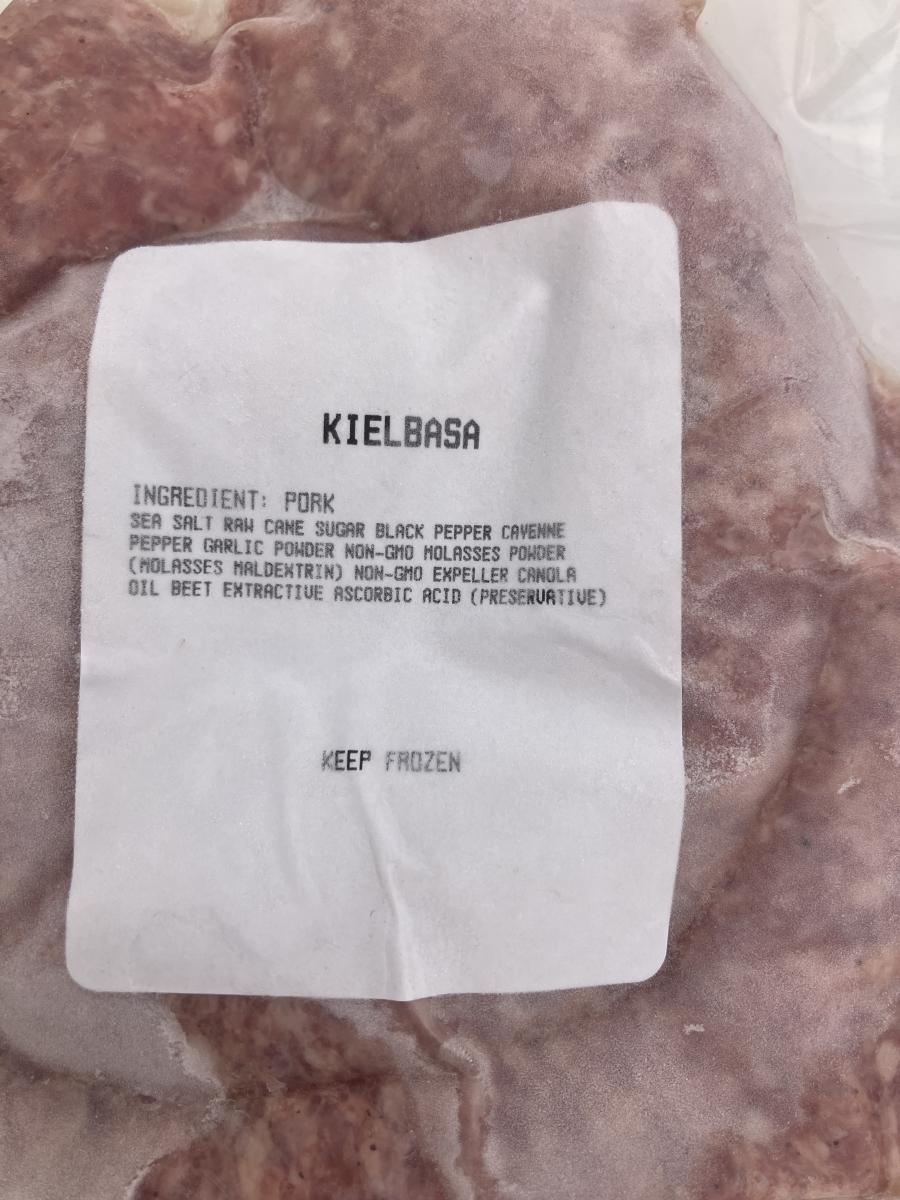 KIELBASA
INGREDIENT: PORK
SEA SALT RAW CANE SUGAR BLACK PEPPER CAYENNE
PEPPER GARLIC POWDER NON-GMO MOLASSES POWDER
(MOLASSES MALDEXTRIN) NON-GMO EXPELLER CANOLA
OIL BEET EXTRACTIVE ASCORBIC ACID (PRESERVATIVE)
KEEP FROZEN